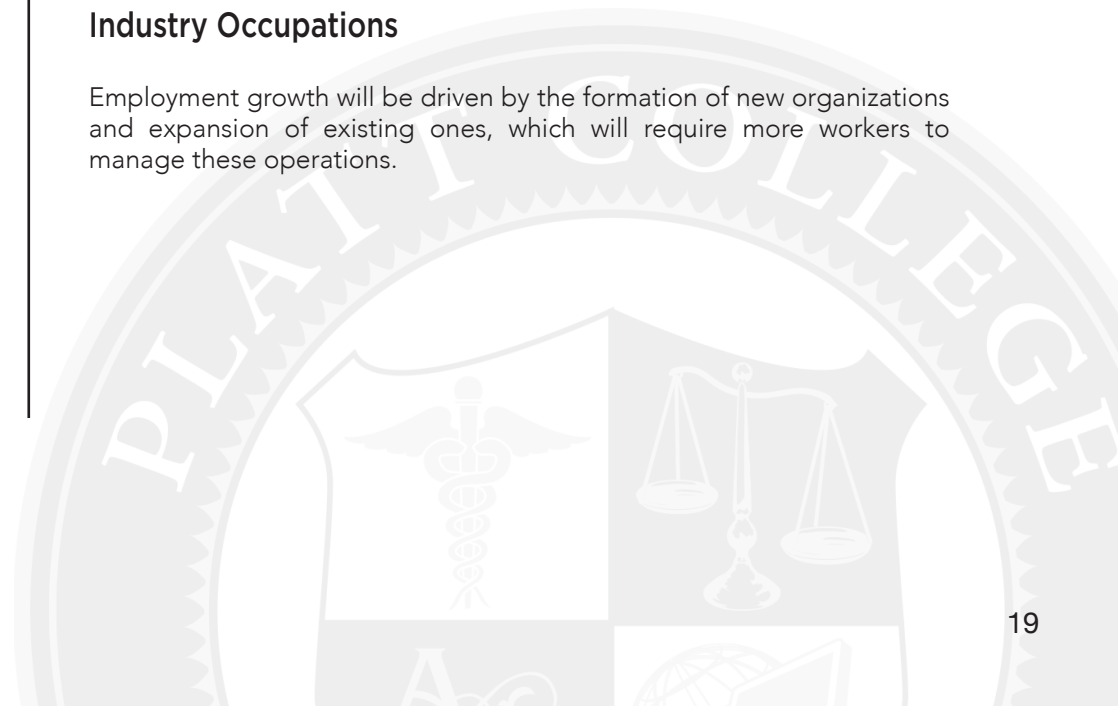 Industry Occupations
Employment growth will be driven by the formation of new organizations
and expansion of existing ones, which will require more workers to
manage these operations.
PLATT COLLEGE
19